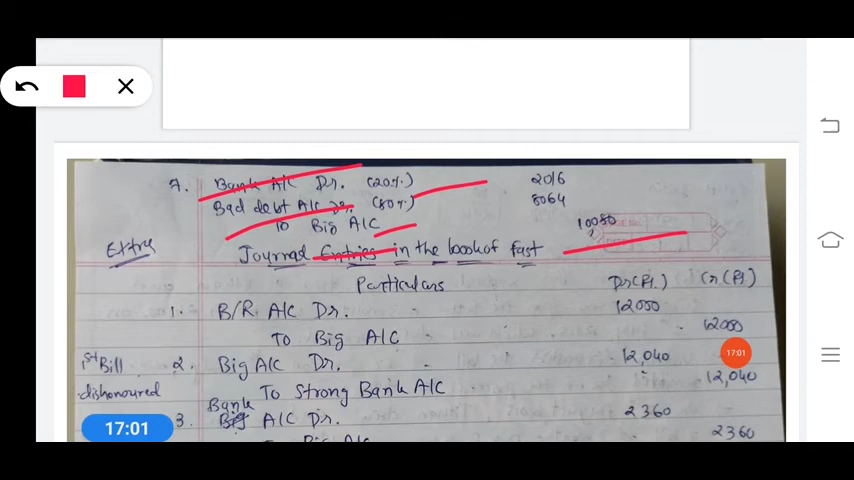 7. Bank A/C Dr. (20%) 2016
Bad debt A/C Dr. (80%) 8064
To Big A/C 10080
Extra Journal Entries in the book of fast
Particulars Dr(₹.) Cr(₹.)
1. B/R A/C Dr. 12000
To Big A/C 12000
17:01
1st Bill 2. Big A/C Dr. 12,040
dishonoured To Strong Bank A/C 12,040
Bank
3. A/C Dr. 2360
Big A/C 2360
17:01